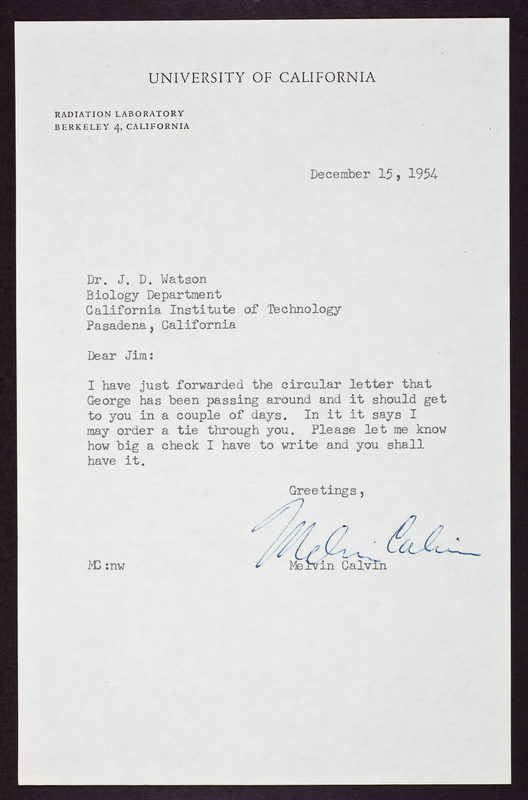 UNIVERSITY OF CALIFORNIA
RADIATION LABORATORY
BERKELEY 4, CALIFORNIA
December 15, 1954
Dr. J. D. Watson
Biology Department
California Institute of Technology
Pasadena, California
Dear Jim:
I have just forwarded the circular letter that
George has been passing around and it should get
to you in a couple of days. In it it says I
may order a tie through you. Please let me know
how big a check I have to write and you shall
have it.
Greetings,
Melvin Calvin
MC:nw Melvin Calvin